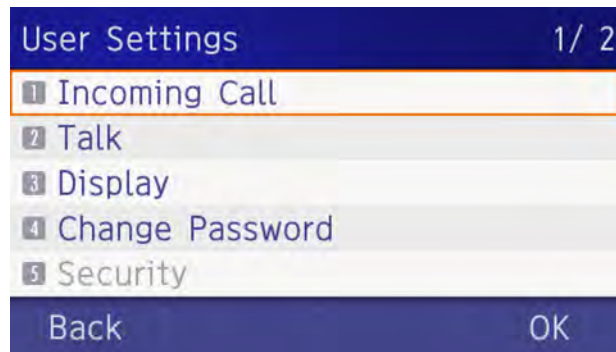 User Settings 1/ 2
1 Incoming Call
2 Talk
3 Display
4 Change Password
5 Security
Back OK